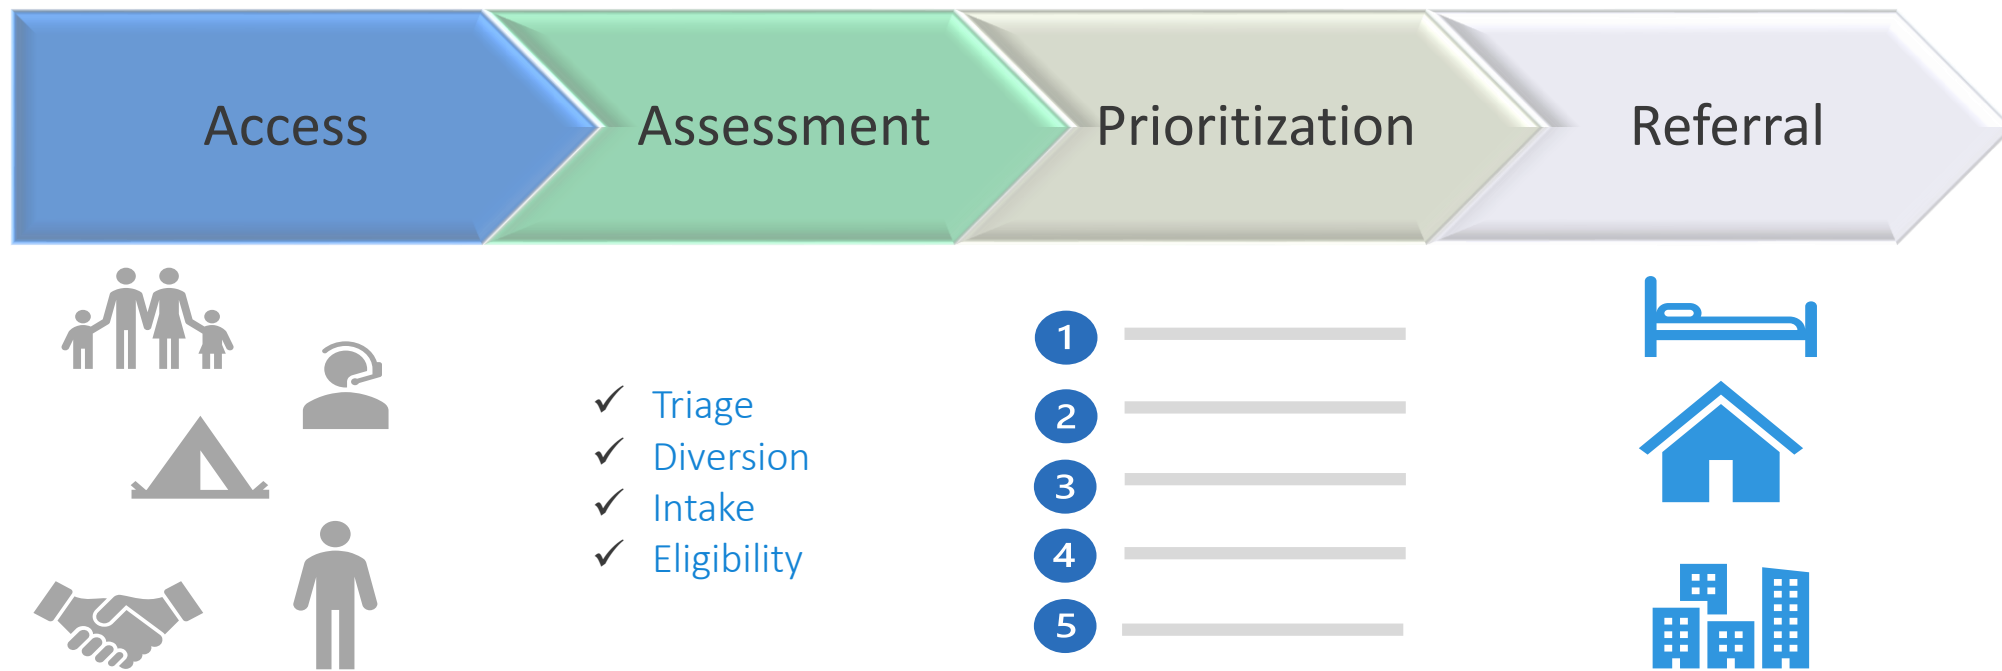 Access
Assessment
Prioritization
Referral
✓ Triage
✓ Diversion
✓ Intake
✓ Eligibility
1
2
3
4
5